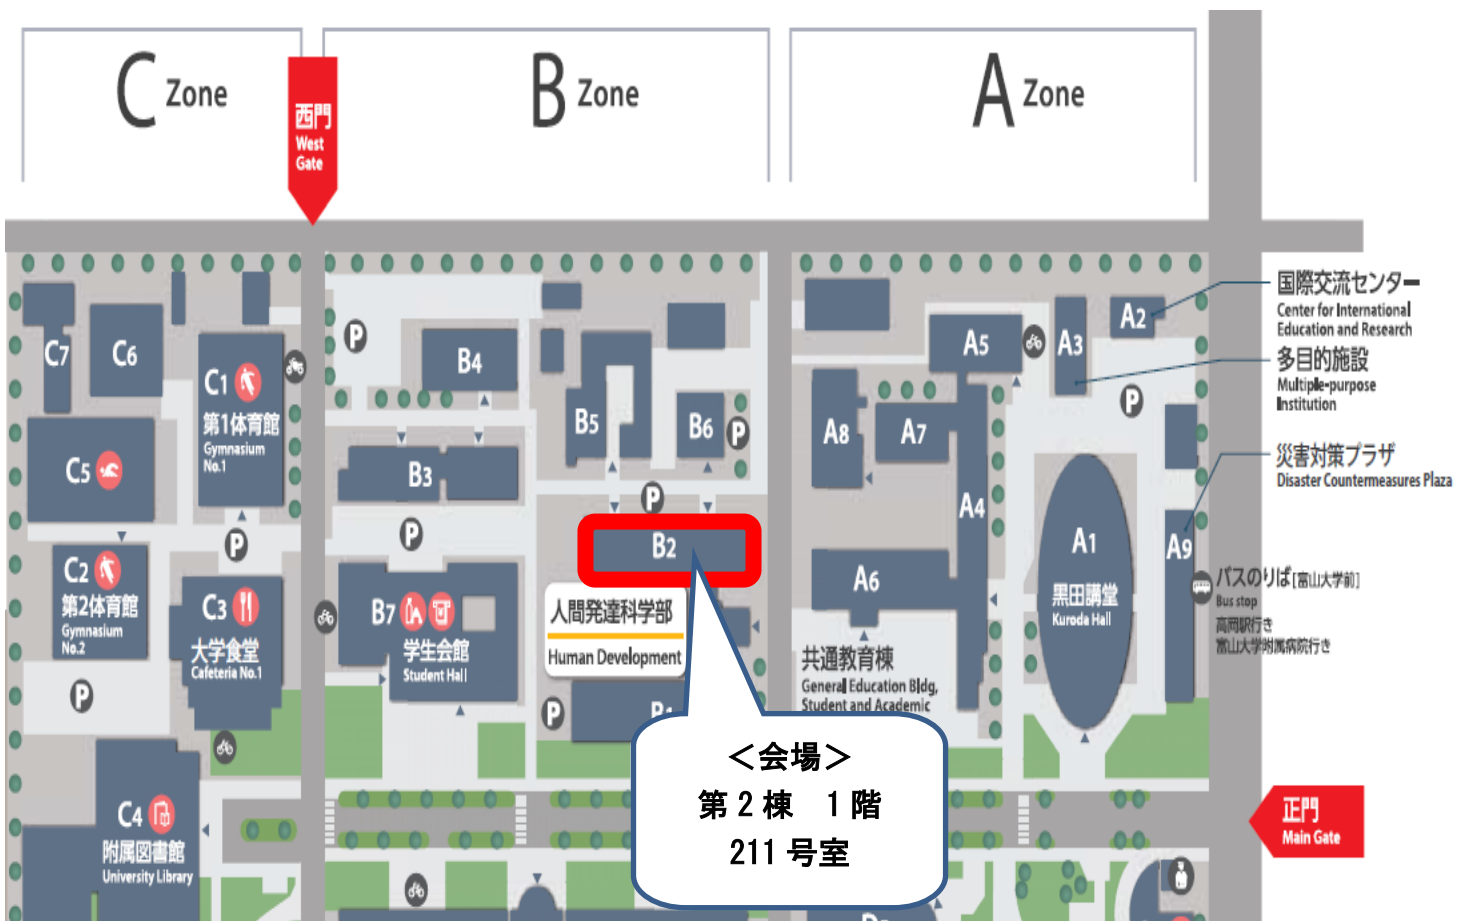 C Zone
B Zone
A Zone
西門
West
Gate
国際交流センター
Center for International
Education and Research
多目的施設
Multiple-purpose
Institution
災害対策プラザ
Disaster Countermeasures Plaza
バスのりば[富山大学前]
Bus stop
高岡駅行き
富山大学附属病院行き
正門
Main Gate
C7
C6
C1
第1体育館
Gymnasium
No.1
C5
C2
第2体育館
Gymnasium
No.2
C3
大学食堂
Cafeteria No.1
C4
附属図書館
University Library
P
P
P
B4
B3
P
B7
学生会館
Student Hall
B5
B6
P
P
B2
人間発達科学部
Human Development
P
B1
A5
A3
A2
P
A8
A7
A4
A6
共通教育棟
General Education Bldg,
Student and Academic
A1
黒田講堂
Kuroda Hall
A9
＜会場＞
第2棟　1階
211号室